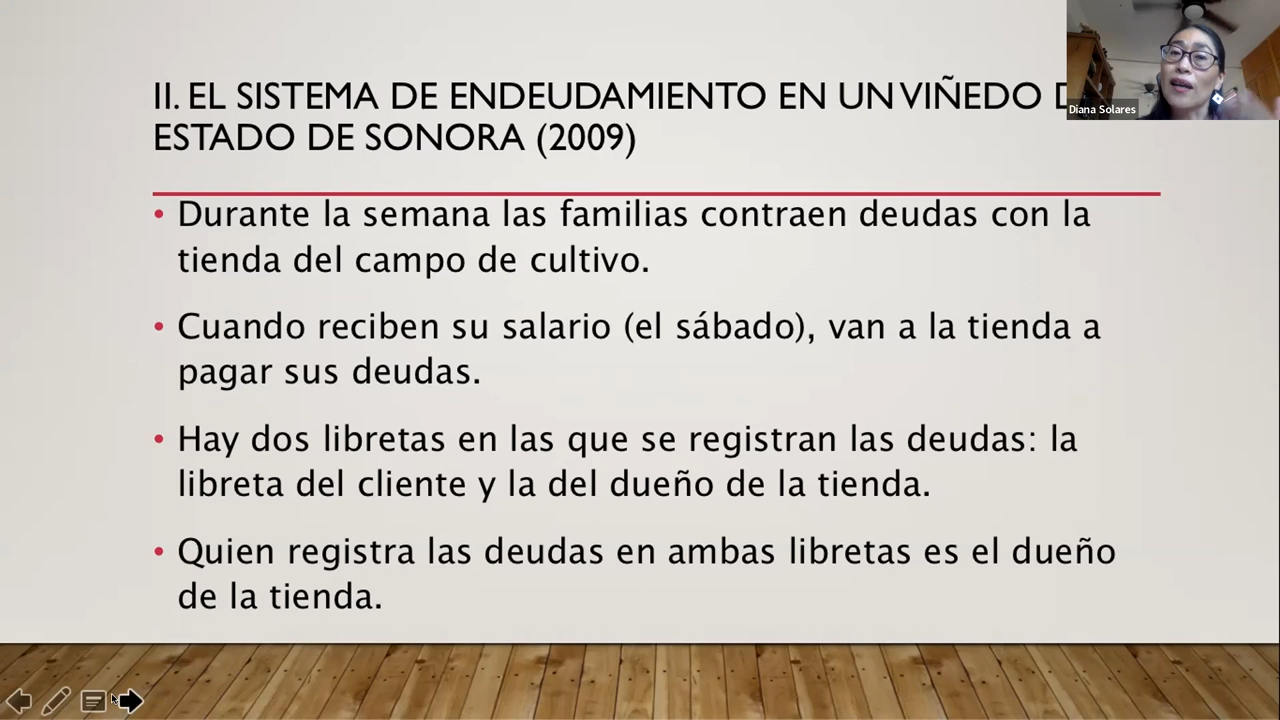 II. EL SISTEMA DE ENDEUDAMIENTO EN UN VIÑEDO
ESTADO DE SONORA (2009)
Diana Solares
• Durante la semana las familias contraen deudas con la
tienda del campo de cultivo.
• Cuando reciben su salario (el sábado), van a la tienda a
pagar sus deudas.
• Hay dos libretas en las que se registran las deudas: la
libreta del cliente y la del dueño de la tienda.
• Quien registra las deudas en ambas libretas es el dueño
de la tienda.